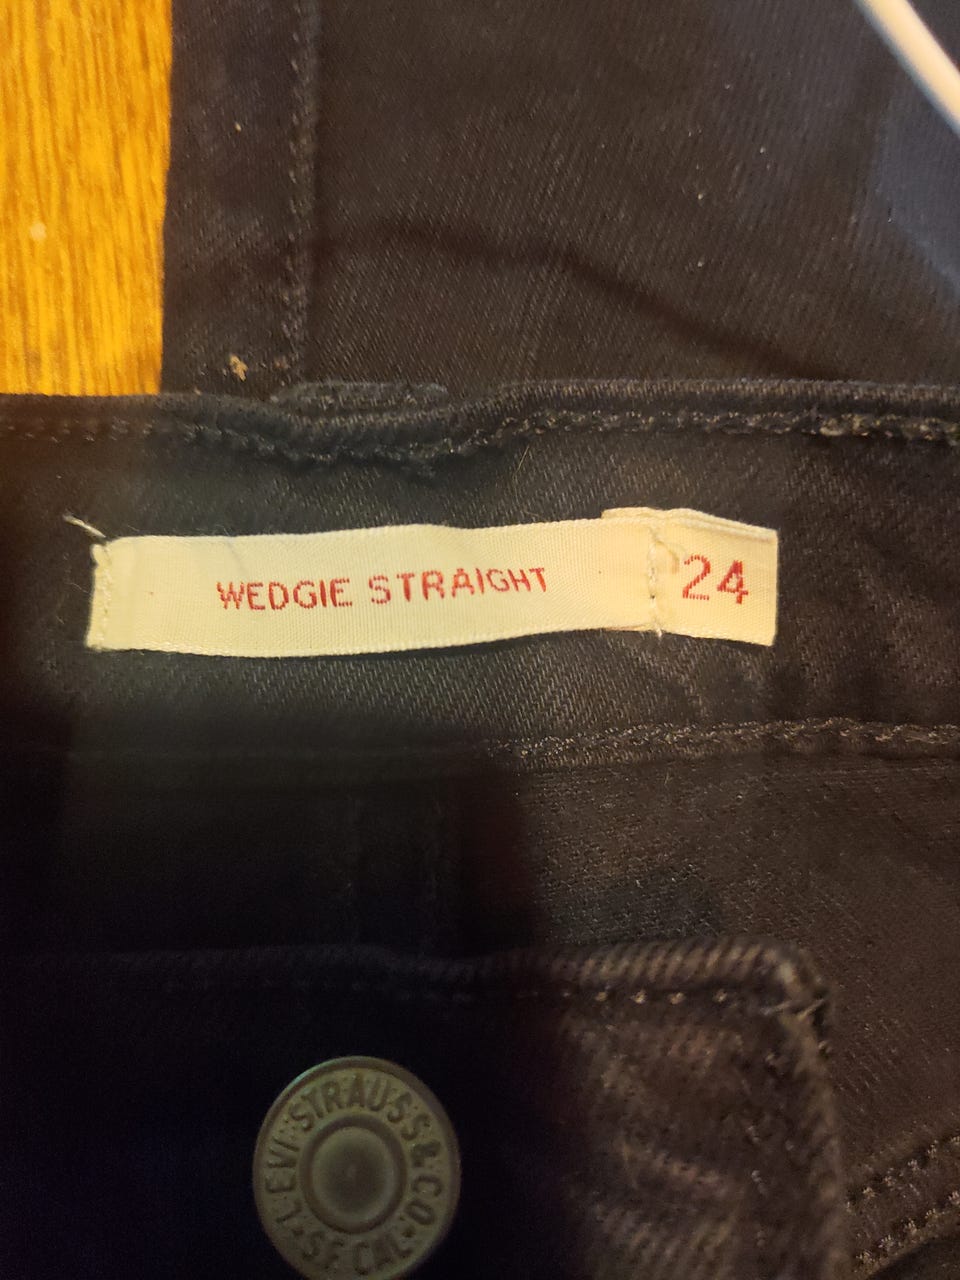 WEDGIE STRAIGHT
24
LEVI STRAUSS & CO
S.F. CAL.